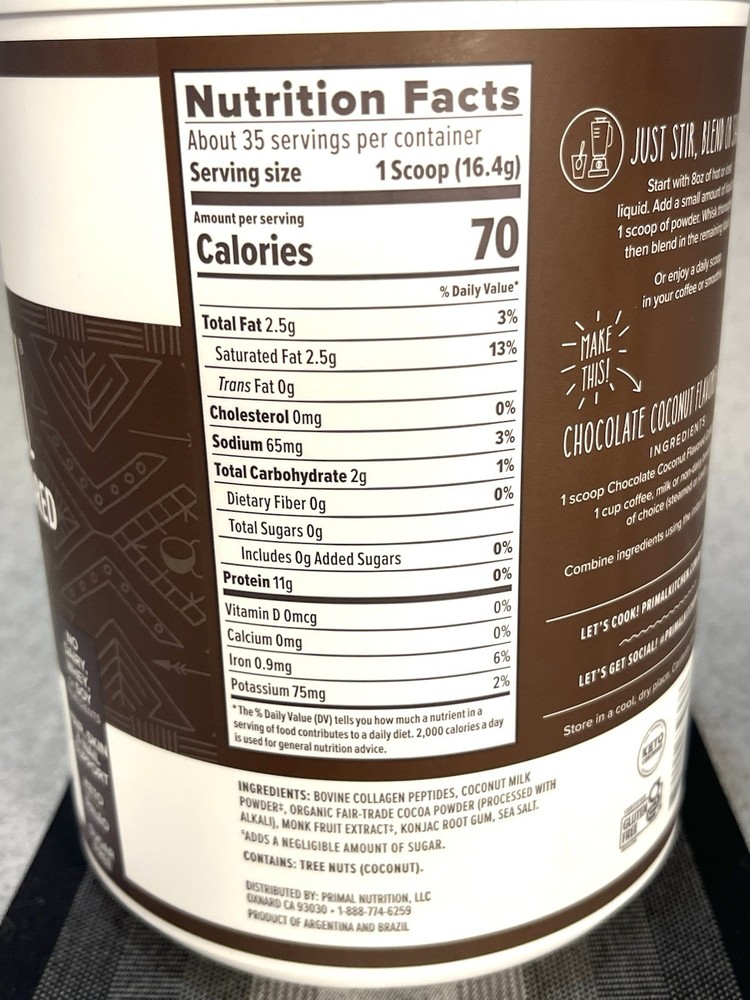 Nutrition Facts
About 35 servings per container
Serving size 1 Scoop (16.4g)
Amount per serving
Calories 70
% Daily Value*
Total Fat 2.5g 3%
Saturated Fat 2.5g 13%
Trans Fat 0g
Cholesterol 0mg 0%
Sodium 65mg 3%
Total Carbohydrate 2g 1%
Dietary Fiber 0g 0%
Total Sugars 0g
Includes 0g Added Sugars 0%
Protein 11g 0%
Vitamin D 0mcg 0%
Calcium 0mg 0%
Iron 0.9mg 6%
Potassium 75mg 2%
*The % Daily Value (DV) tells you how much a nutrient in a
serving of food contributes to a daily diet. 2,000 calories a day
is used for general nutrition advice.
INGREDIENTS: BOVINE COLLAGEN PEPTIDES, COCONUT MILK
POWDER‡, ORGANIC FAIR-TRADE COCOA POWDER (PROCESSED WITH
ALKALI), MONK FRUIT EXTRACT‡, KONJAC ROOT GUM, SEA SALT.
‡ADDS A NEGLIGIBLE AMOUNT OF SUGAR.
CONTAINS: TREE NUTS (COCONUT).
DISTRIBUTED BY: PRIMAL NUTRITION, LLC
OXNARD CA 93030 • 1-888-774-6259
PRODUCT OF ARGENTINA AND BRAZIL
JUST STIR, BLEND OR
Start with 8oz of hot or iced
liquid. Add a small amount of
1 scoop of powder. Whisk
then blend in the remaining
Or enjoy a daily scoop
in your coffee or smoothie
MAKE
THIS!
CHOCOLATE COCONUT
INGREDIENTS
1 scoop Chocolate Coconut
1 cup coffee, milk or
of choice (steamed
Combine ingredients using
LET'S COOK!
LET'S GET SOCIAL!
Store in a cool, dry place.
KETO
GLUTEN
FREE
NO
DAIRY,